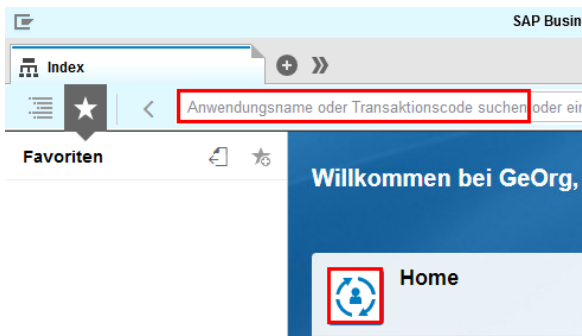 SAP Busin
Index
Anwendungsname oder Transaktionscode suchen oder ein
Favoriten
Willkommen bei GeOrg,
Home